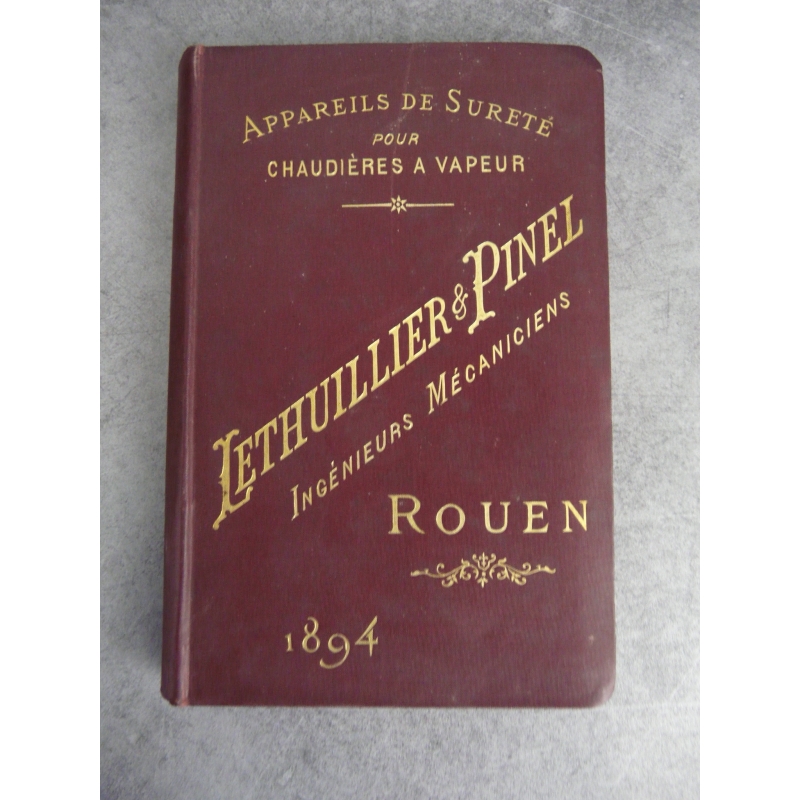 APPAREILS DE SURETÉ
POUR
CHAUDIÈRES A VAPEUR
LETHUILLIER & PINEL
INGÉNIEURS MÉCANICIENS
ROUEN
1894